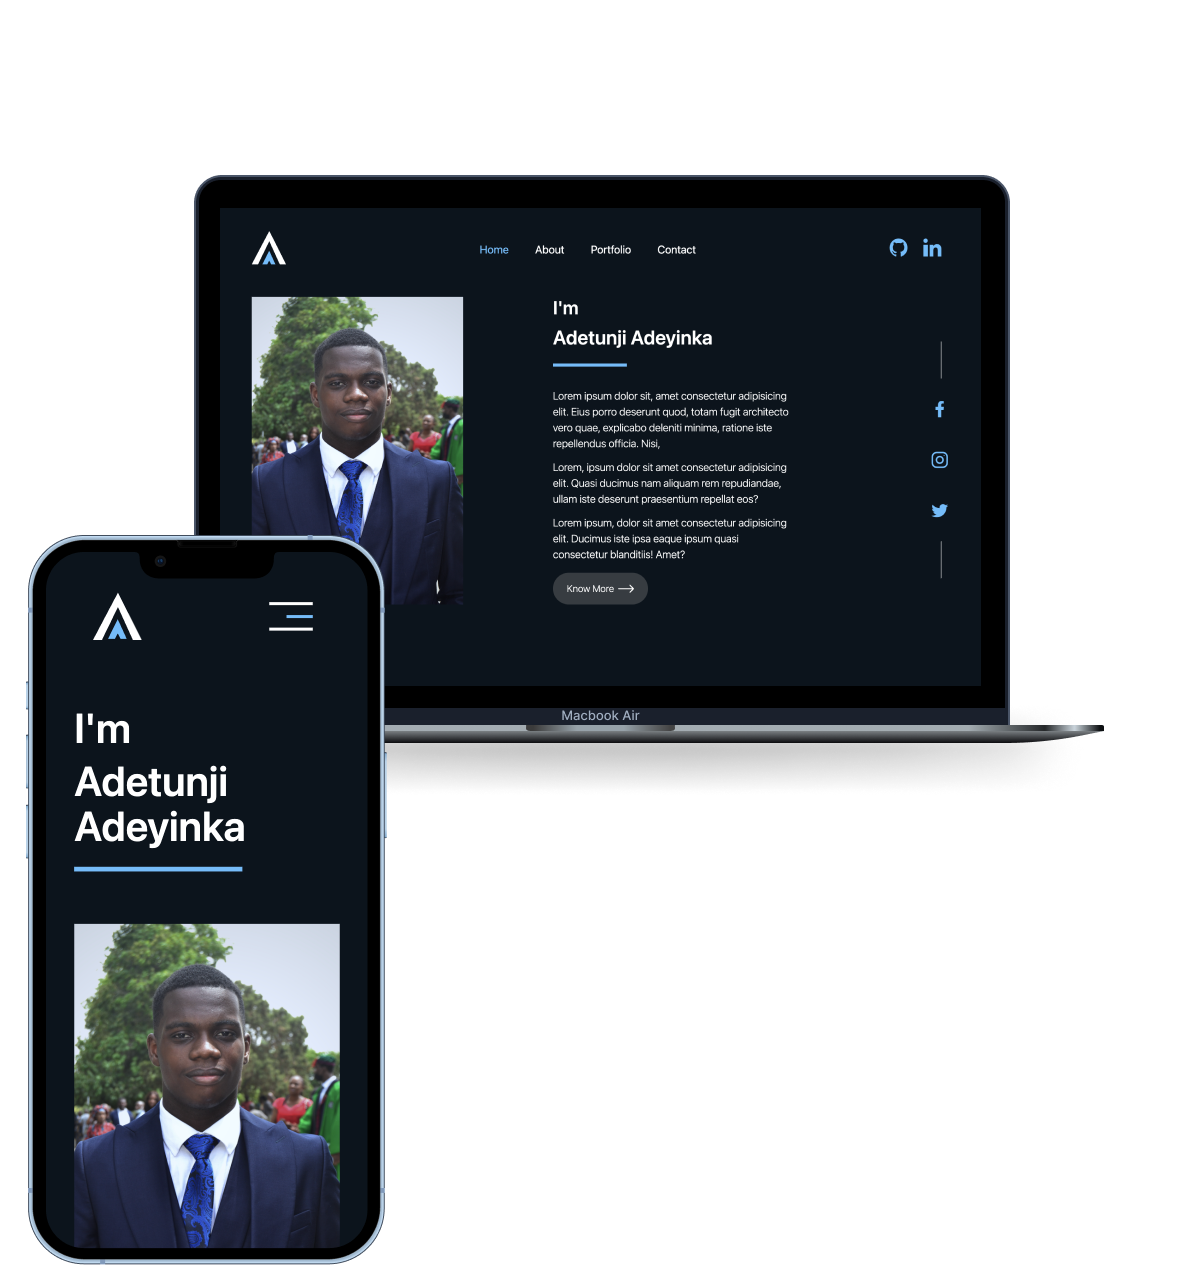 Home About Portfolio Contact
I'm
Adetunji Adeyinka
Lorem ipsum dolor sit, amet consectetur adipisicing
elit. Eius porro deserunt quod, totam fugit architecto
vero quae, explicabo deleniti minima, ratione iste
repellendus officia. Nisi,
Lorem, ipsum dolor sit amet consectetur adipisicing
elit. Quasi ducimus nam aliquam rem repudiandae,
ullam iste deserunt praesentium repellat eos?
Lorem ipsum, dolor sit amet consectetur adipisicing
elit. Ducimus iste ipsa eaque ipsum quasi
consectetur blanditiis! Amet?
Know More
Macbook Air
I'm
Adetunji
Adeyinka